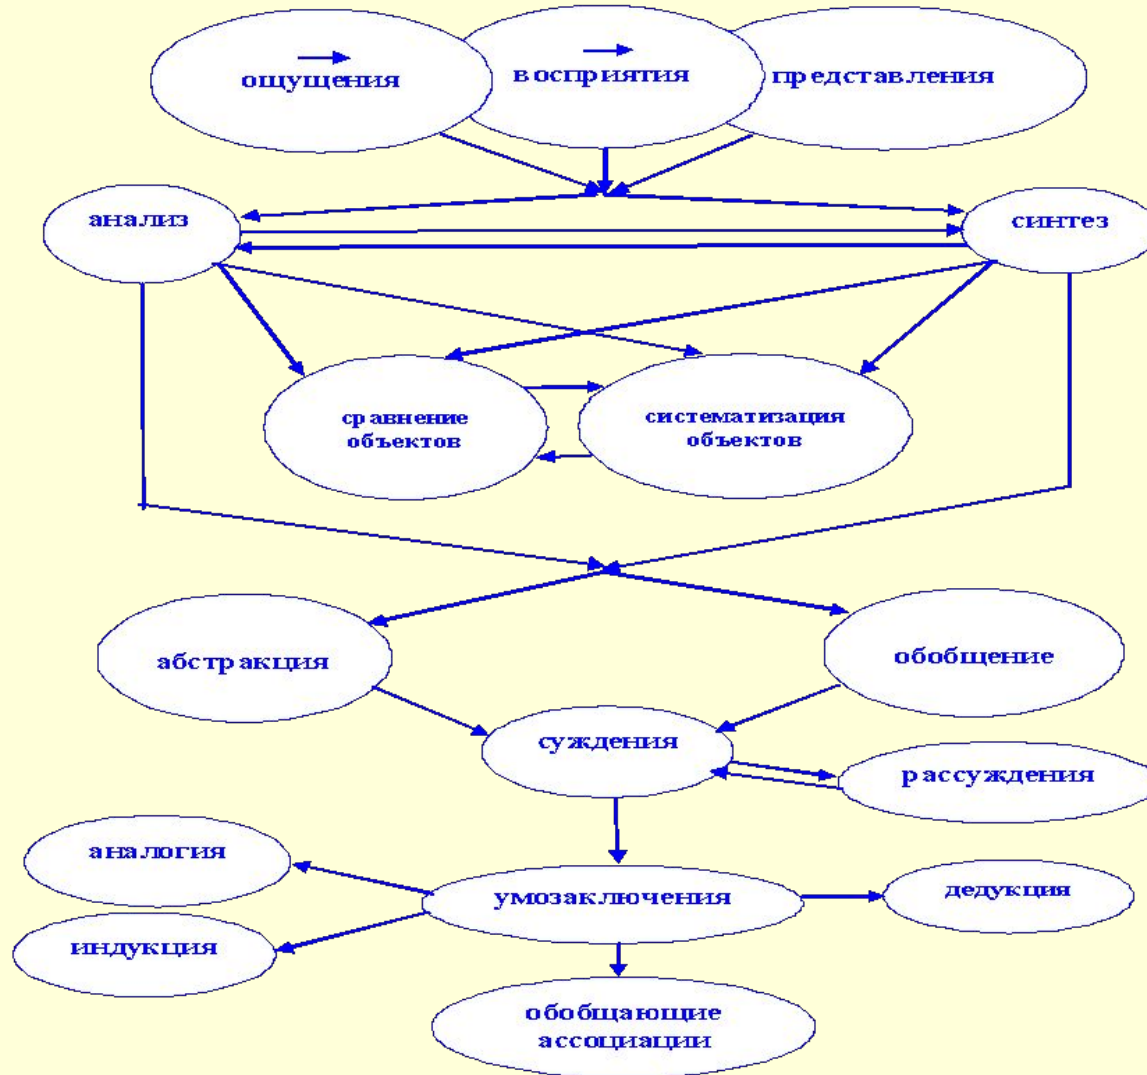 ощущения
восприятия
представления
анализ
синтез
сравнение
объектов
систематизация
объектов
абстракция
обобщение
суждения
рассуждения
аналогия
умозаключения
дедукция
индукция
обобщающие
ассоциации